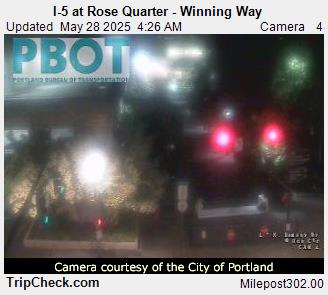 I-5 at Rose Quarter - Winning Way
Updated May 28 2025 4:26 AM Camera 4
PBOT
PORTLAND BUREAU OF TRANSPORTATION
Camera courtesy of the City of Portland
TripCheck.com Milepost302.00